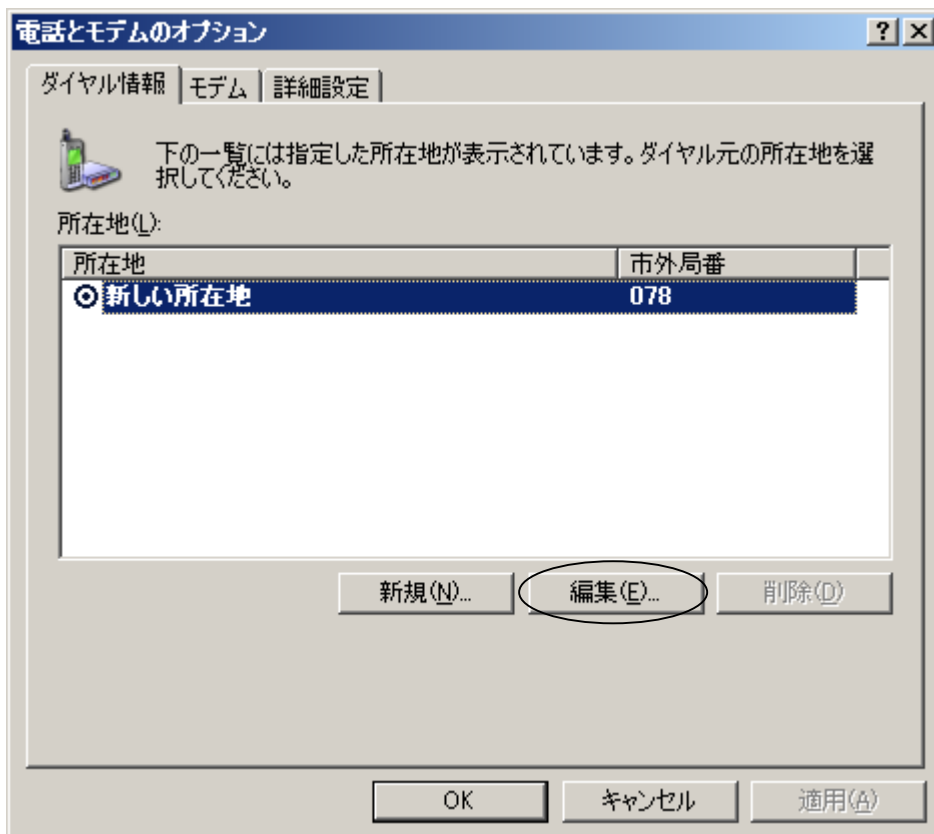 電話とモデムのオプション
ダイヤル情報 モデム 詳細設定
下の一覧には指定した所在地が表示されています。ダイヤル元の所在地を選
択してください。
所在地(L):
所在地 市外局番
新しい所在地 078
新規(N)... 編集(E)... 削除(D)
OK キャンセル 適用(A)